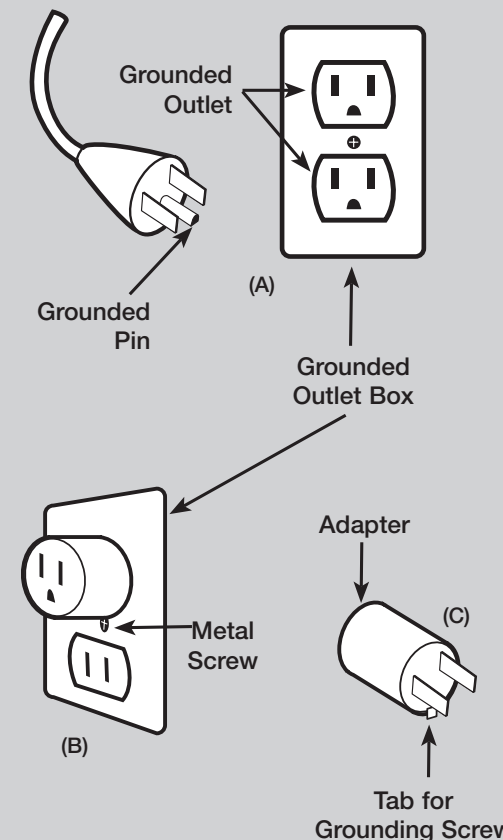 Grounded
Outlet
(A)
Grounded
Pin
Grounded
Outlet Box
Adapter
(C)
Metal
Screw
(B)
Tab for
Grounding Screw